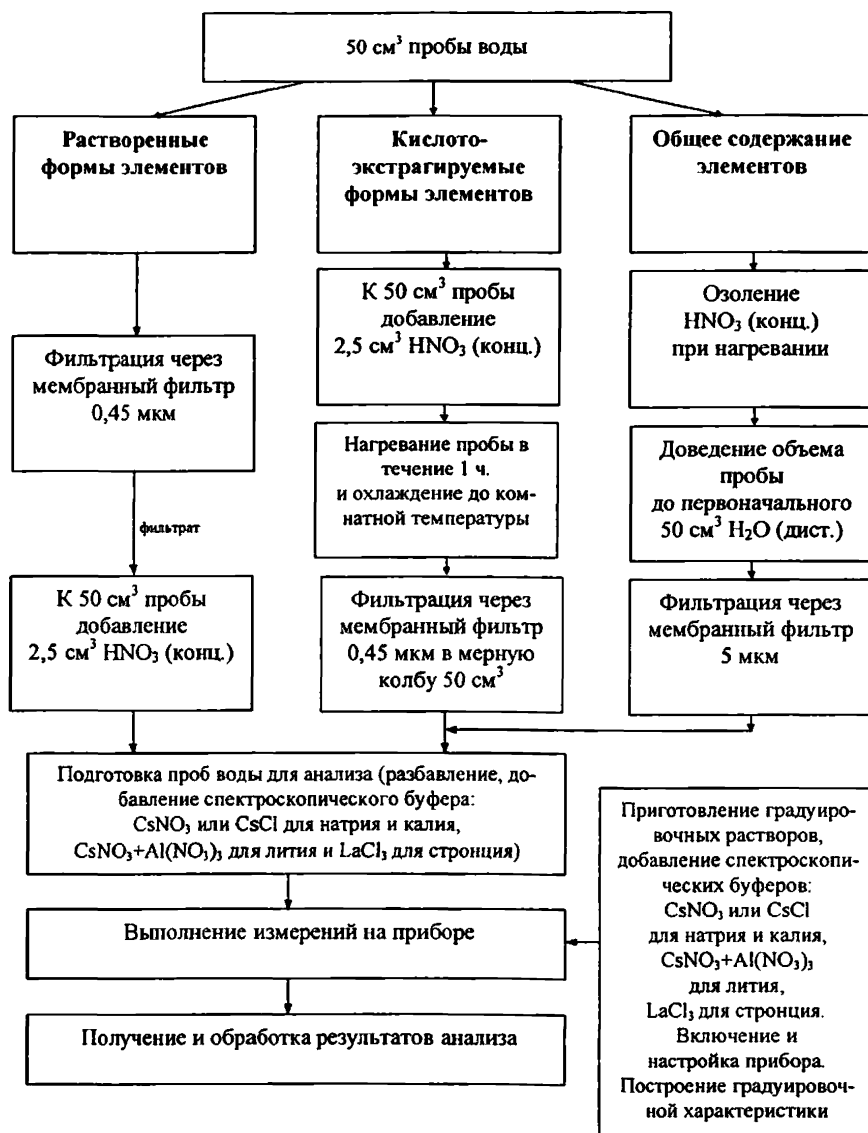 50 см³ пробы воды
Растворенные
формы элементов
Кислото-
экстрагируемые
формы элементов
Общее содержание
элементов
К 50 см³ пробы
добавление
2,5 см³ HNO₃ (конц.)
Озоление
HNO₃ (конц.)
при нагревании
Фильтрация через
мембранный фильтр
0,45 мкм
Нагревание пробы в
течение 1 ч.
и охлаждение до ком-
натной температуры
Доведение объема
пробы
до первоначального
50 см³ H₂O (дист.)
фильтрат
К 50 см³ пробы
добавление
2,5 см³ HNO₃ (конц.)
Фильтрация через
мембранный фильтр
0,45 мкм в мерную
колбу 50 см³
Фильтрация через
мембранный фильтр
5 мкм
Подготовка проб воды для анализа (разбавление, до-
бавление спектроскопического буфера:
CsNO₃ или CsCl для натрия и калия,
CsNO₃+Al(NO₃)₃ для лития и LaCl₃ для стронция)
Выполнение измерений на приборе
Получение и обработка результатов анализа
Приготовление градуиро-
вочных растворов,
добавление спектроскопи-
ческих буферов:
CsNO₃ или CsCl
для натрия и калия,
CsNO₃+Al(NO₃)₃
для лития,
LaCl₃ для стронция.
Включение и
настройка прибора.
Построение градуировоч-
ной характеристики